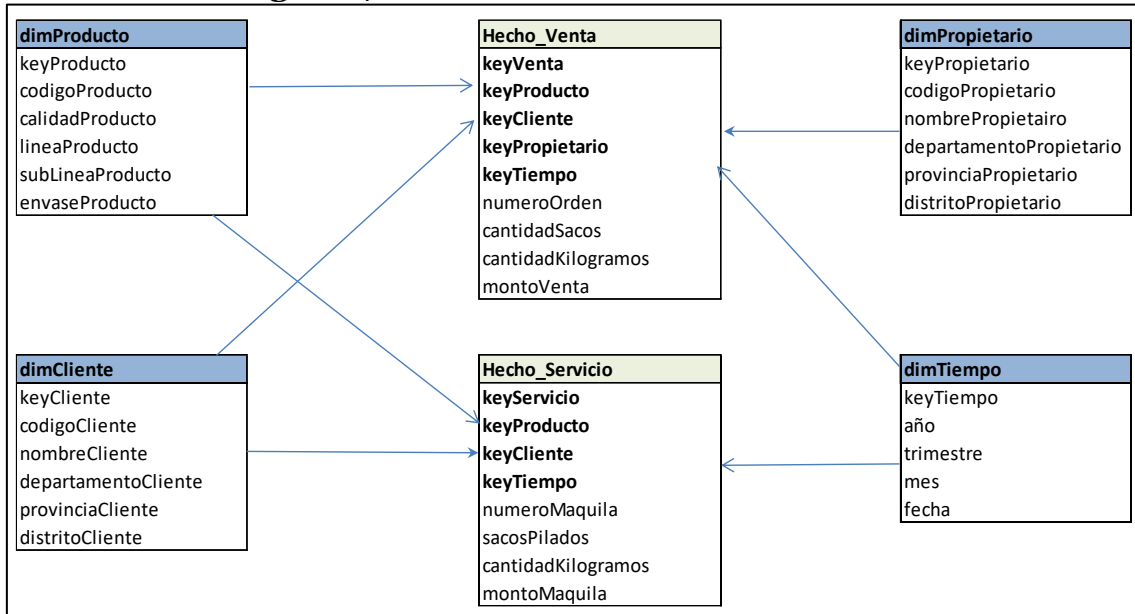 dimProducto
keyProducto
codigoProducto
calidadProducto
lineaProducto
subLineaProducto
envaseProducto
Hecho_Venta
keyVenta
keyProducto
keyCliente
keyPropietario
keyTiempo
numeroOrden
cantidadSacos
cantidadKilogramos
montoVenta
dimPropietario
keyPropietario
codigoPropietario
nombrePropietairo
departamentoPropietario
provinciaPropietario
distritoPropietario
dimCliente
keyCliente
codigoCliente
nombreCliente
departamentoCliente
provinciaCliente
distritoCliente
Hecho_Servicio
keyServicio
keyProducto
keyCliente
keyTiempo
numeroMaquila
sacosPilados
cantidadKilogramos
montoMaquila
dimTiempo
keyTiempo
año
trimestre
mes
fecha